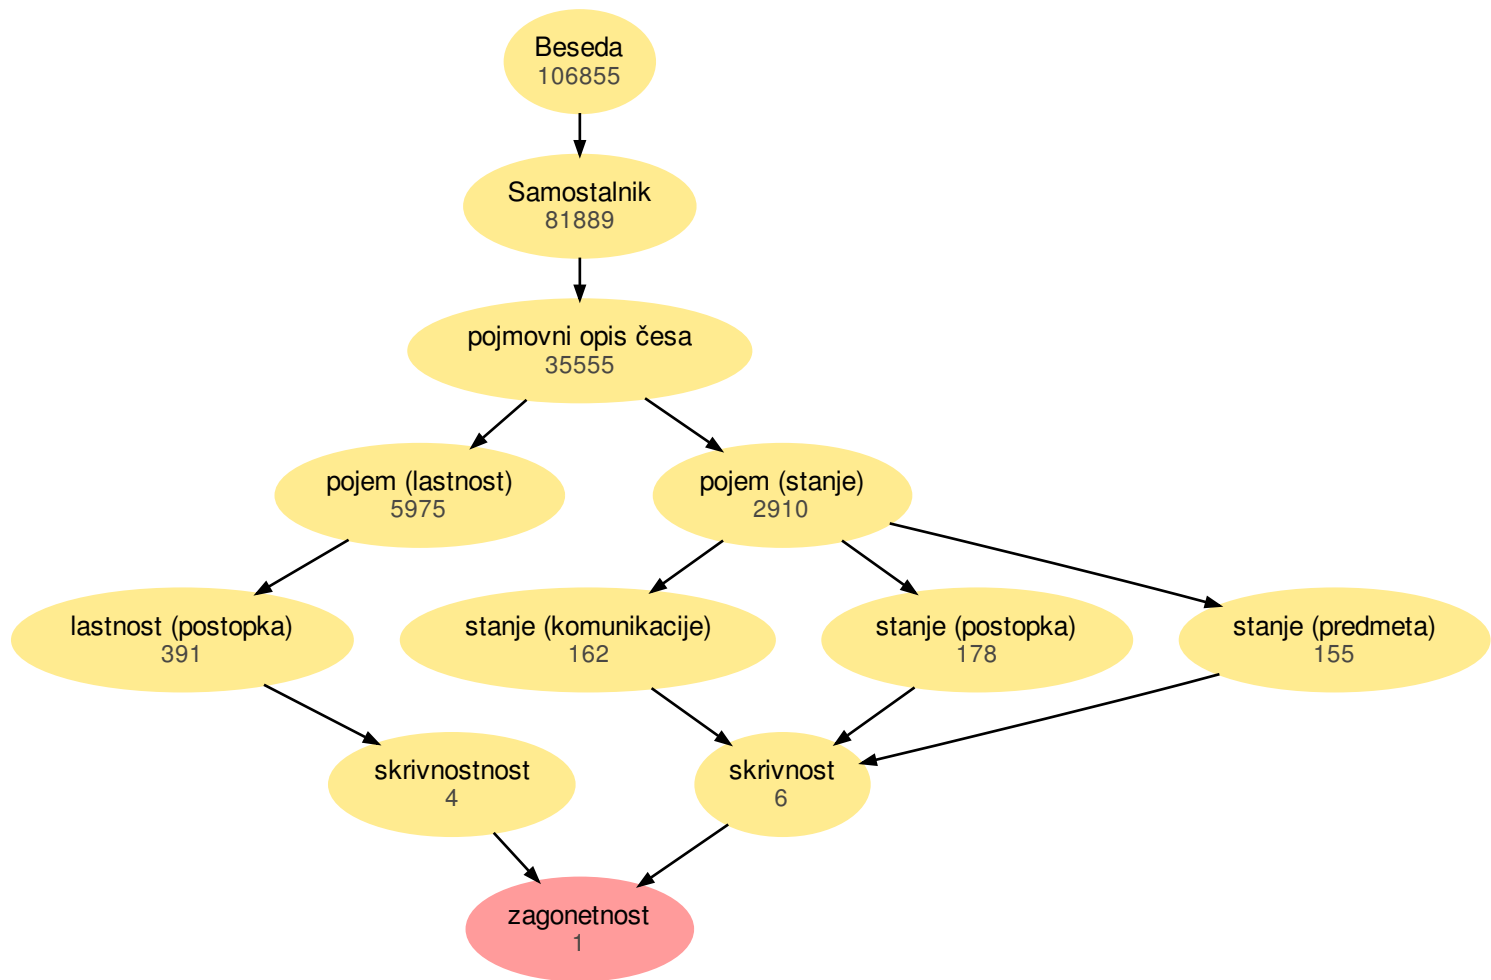 Beseda
106855
Samostalnik
81889
pojmovni opis česa
35555
pojem (lastnost)
5975
pojem (stanje)
2910
lastnost (postopka)
391
stanje (komunikacije)
162
stanje (postopka)
178
stanje (predmeta)
155
skrivnostnost
4
skrivnost
6
zagonetnost
1